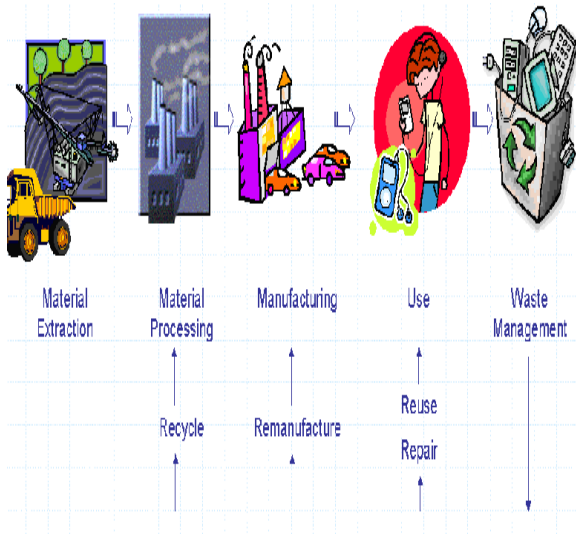 Material Extraction
Material Processing
Manufacturing
Use
Waste Management
Recycle
Remanufacture
Reuse
Repair